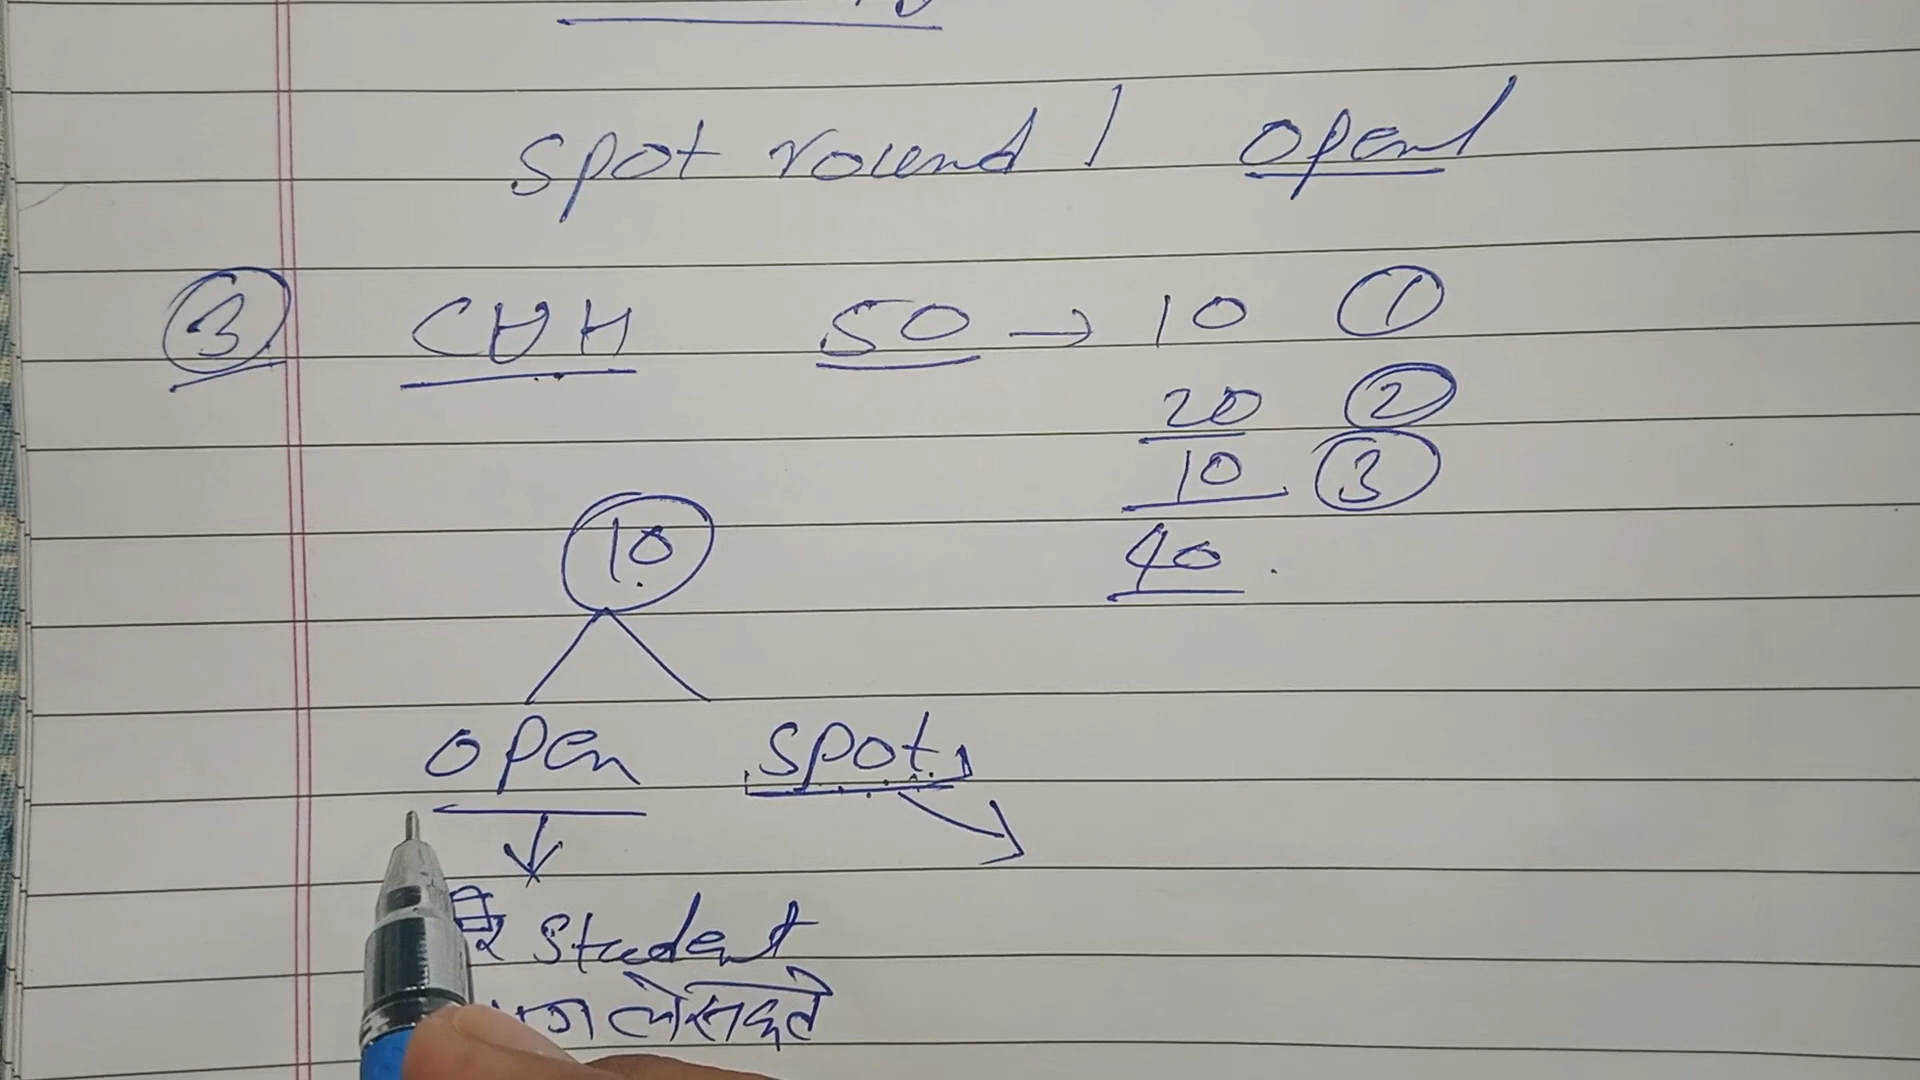 spot round / open/
3 CUH 50 → 10 1
20 2
10 3
40
10
open spot
student
ले सकते